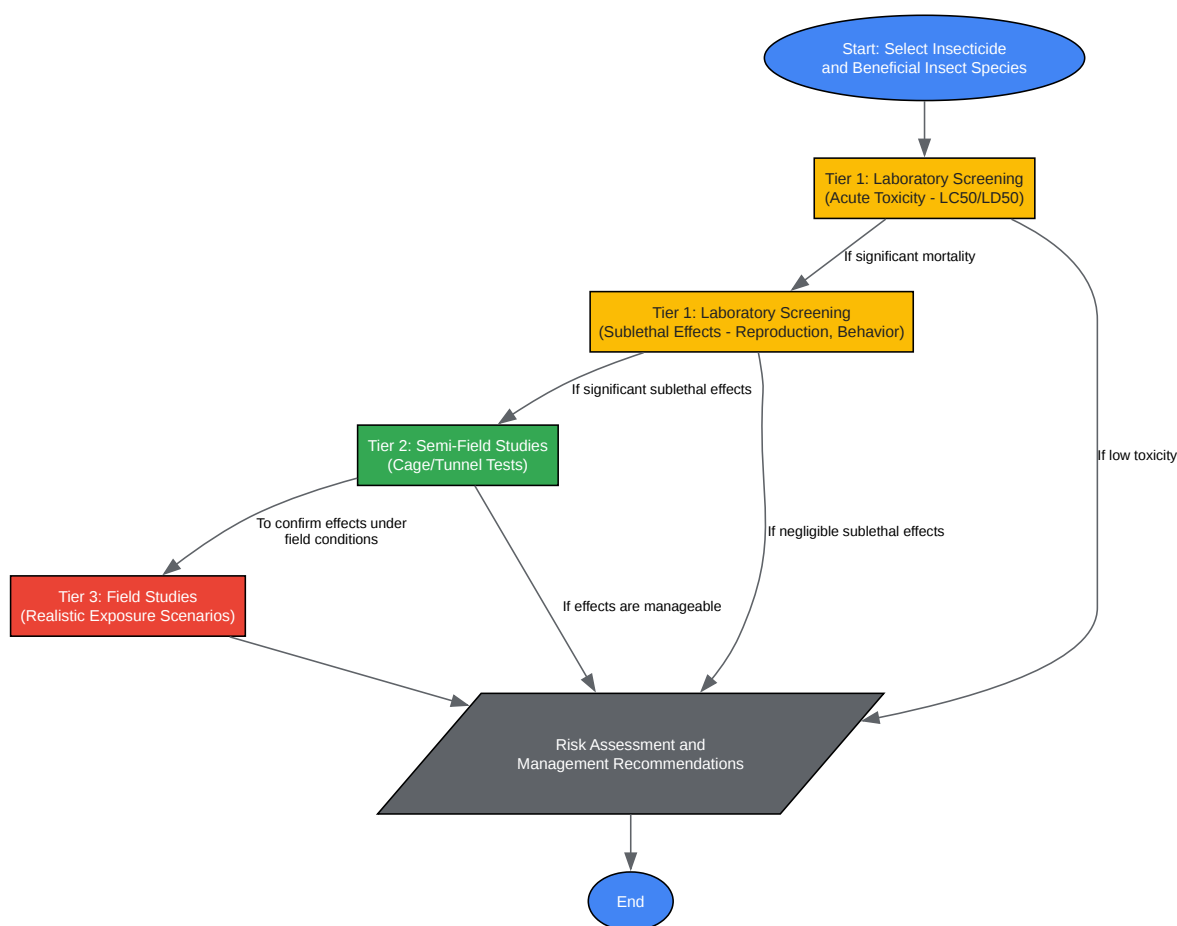 Start: Select Insecticide
and Beneficial Insect Species
Tier 1: Laboratory Screening
(Acute Toxicity - LC50/LD50)
If significant mortality
Tier 1: Laboratory Screening
(Sublethal Effects - Reproduction, Behavior)
If significant sublethal effects
Tier 2: Semi-Field Studies
(Cage/Tunnel Tests)
If low toxicity
To confirm effects under
field conditions
If negligible sublethal effects
Tier 3: Field Studies
(Realistic Exposure Scenarios)
If effects are manageable
Risk Assessment and
Management Recommendations
End